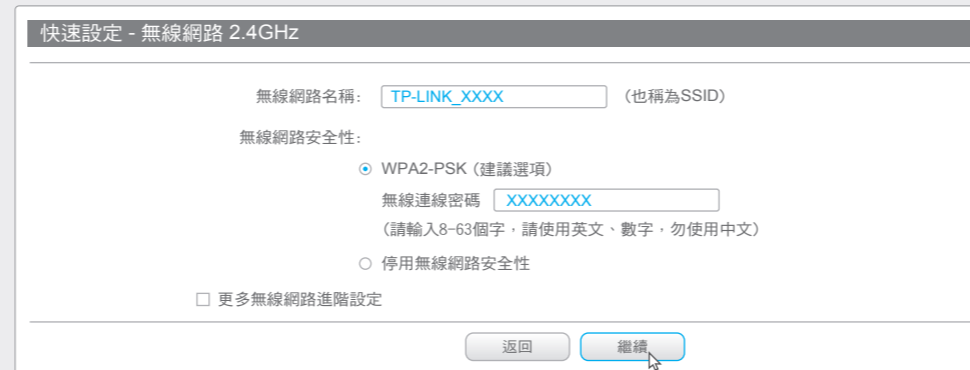 快速設定 - 無線網路 2.4GHz
無線網路名稱: TP-LINK_XXXX (也稱為SSID)
無線網路安全性:
WPA2-PSK (建議選項)
無線連線密碼 XXXXXXXX
(請輸入8-63個字，請使用英文、數字，勿使用中文)
停用無線網路安全性
更多無線網路進階設定
返回 繼續